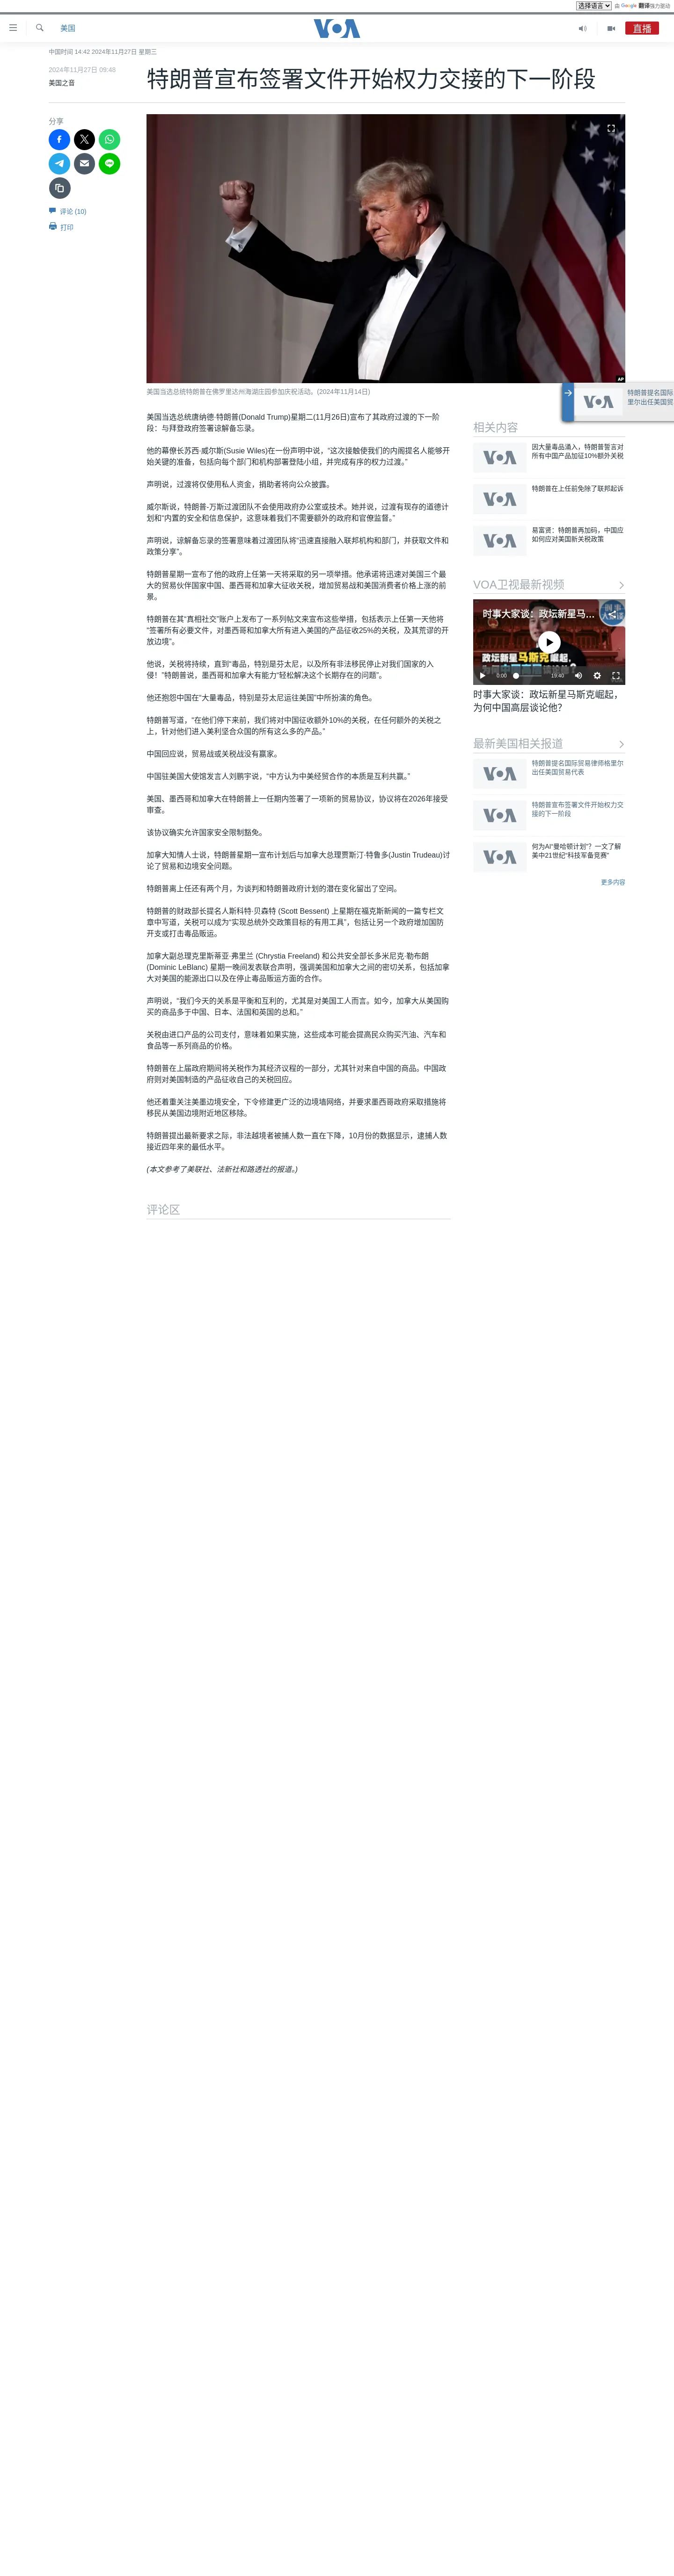 选择语言 由 Google 翻译强力驱动
美国
VOA
直播
中国时间 14:42 2024年11月27日 星期三
2024年11月27日 09:48
美国之音
特朗普宣布签署文件开始权力交接的下一阶段
分享
评论 (10)
打印
AP
美国当选总统特朗普在佛罗里达州海湖庄园参加庆祝活动。(2024年11月14日)
特朗普提名国际
里尔出任美国贸
VOA
美国当选总统唐纳德·特朗普(Donald Trump)星期二(11月26日)宣布了其政府过渡的下一阶
段：与拜登政府签署谅解备忘录。
他的幕僚长苏西·威尔斯(Susie Wiles)在一份声明中说，“这次接触使我们的内阁提名人能够开
始关键的准备，包括向每个部门和机构部署登陆小组，并完成有序的权力过渡。”
声明说，过渡将仅使用私人资金，捐助者将向公众披露。
威尔斯说，特朗普-万斯过渡团队不会使用政府办公室或技术。她并说，过渡有现存的道德计
划和“内置的安全和信息保护，这意味着我们不需要额外的政府和官僚监督。”
声明说，谅解备忘录的签署意味着过渡团队将“迅速直接融入联邦机构和部门，并获取文件和
政策分享”。
特朗普星期一宣布了他的政府上任第一天将采取的另一项举措。他承诺将迅速对美国三个最
大的贸易伙伴国家中国、墨西哥和加拿大征收关税，增加贸易战和美国消费者价格上涨的前
景。
特朗普在其“真相社交”账户上发布了一系列帖文来宣布这些举措，包括表示上任第一天他将
“签署所有必要文件，对墨西哥和加拿大所有进入美国的产品征收25%的关税，及其荒谬的开
放边境”。
他说，关税将持续，直到“毒品，特别是芬太尼，以及所有非法移民停止对我们国家的入
侵！”特朗普说，墨西哥和加拿大有能力“轻松解决这个长期存在的问题”。
他还抱怨中国在“大量毒品，特别是芬太尼运往美国”中所扮演的角色。
特朗普写道，“在他们停下来前，我们将对中国征收额外10%的关税，在任何额外的关税之
上，针对他们进入美利坚合众国的所有这么多的产品。”
中国回应说，贸易战或关税战没有赢家。
中国驻美国大使馆发言人刘鹏宇说，“中方认为中美经贸合作的本质是互利共赢。”
美国、墨西哥和加拿大在特朗普上一任期内签署了一项新的贸易协议，协议将在2026年接受
审查。
该协议确实允许国家安全限制豁免。
加拿大知情人士说，特朗普星期一宣布计划后与加拿大总理贾斯汀·特鲁多(Justin Trudeau)讨
论了贸易和边境安全问题。
特朗普离上任还有两个月，为谈判和特朗普政府计划的潜在变化留出了空间。
特朗普的财政部长提名人斯科特·贝森特 (Scott Bessent) 上星期在福克斯新闻的一篇专栏文
章中写道，关税可以成为“实现总统外交政策目标的有用工具”，包括让另一个政府增加国防
开支或打击毒品贩运。
加拿大副总理克里斯蒂亚·弗里兰 (Chrystia Freeland) 和公共安全部长多米尼克·勒布朗
(Dominic LeBlanc) 星期一晚间发表联合声明，强调美国和加拿大之间的密切关系，包括加拿
大对美国的能源出口以及在停止毒品贩运方面的合作。
声明说，“我们今天的关系是平衡和互利的，尤其是对美国工人而言。如今，加拿大从美国购
买的商品多于中国、日本、法国和英国的总和。”
关税由进口产品的公司支付，意味着如果实施，这些成本可能会提高民众购买汽油、汽车和
食品等一系列商品的价格。
特朗普在上届政府期间将关税作为其经济议程的一部分，尤其针对来自中国的商品。中国政
府则对美国制造的产品征收自己的关税回应。
他还着重关注美墨边境安全，下令修建更广泛的边境墙网络，并要求墨西哥政府采取措施将
移民从美国边境附近地区移除。
特朗普提出最新要求之际，非法越境者被捕人数一直在下降，10月份的数据显示，逮捕人数
接近四年来的最低水平。
(本文参考了美联社、法新社和路透社的报道。)
评论区
相关内容
VOA
因大量毒品涌入，特朗普誓言对
所有中国产品加征10%额外关税
VOA
特朗普在上任前免除了联邦起诉
VOA
易富贤：特朗普再加码，中国应
如何应对美国新关税政策
VOA卫视最新视频
时事大家谈：政坛新星马...
政坛新星马斯克崛起,
0:00 19:40
时事大家谈：政坛新星马斯克崛起，
为何中国高层谈论他？
最新美国相关报道
VOA
特朗普提名国际贸易律师格里尔
出任美国贸易代表
VOA
特朗普宣布签署文件开始权力交
接的下一阶段
VOA
何为AI“曼哈顿计划”？一文了解
美中21世纪“科技军备竞赛”
更多内容